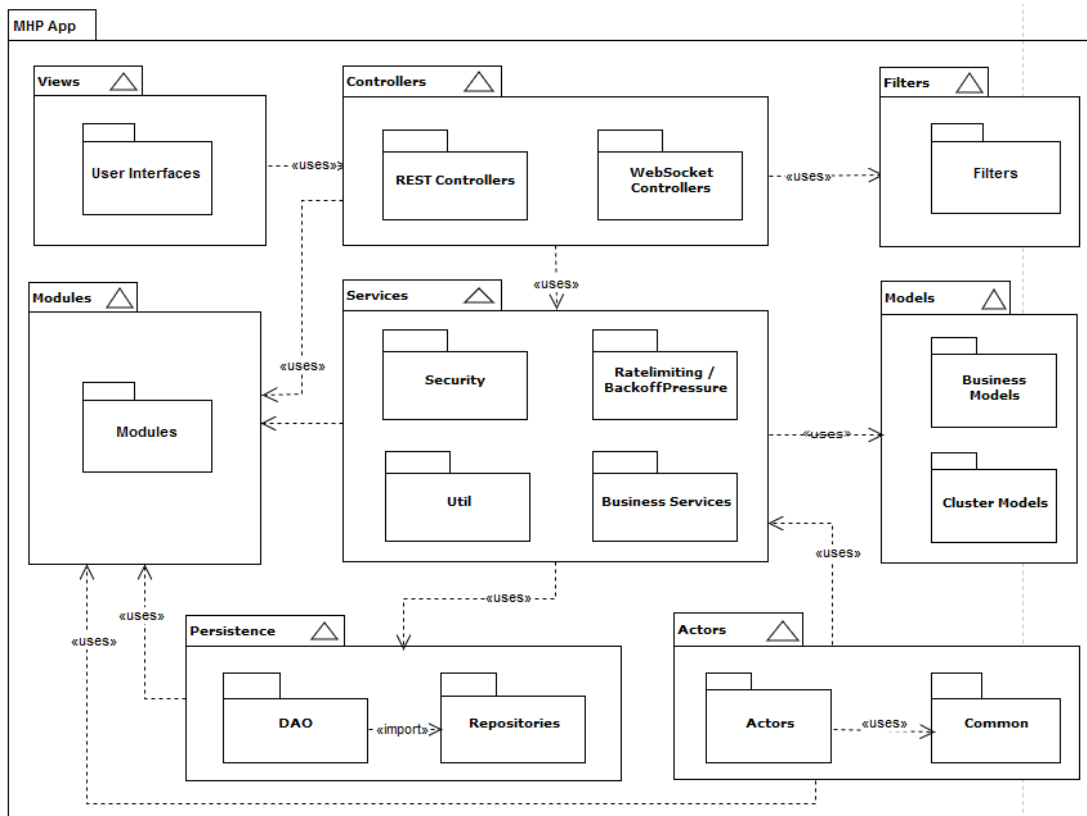 MHP App
Views
Controllers
Filters
User Interfaces
«uses»
REST Controllers
WebSocket
Controllers
«uses»
Filters
«uses»
Modules
Services
Models
«uses»
Modules
Security
Ratelimiting /
BackoffPressure
Business
Models
«uses»
Util
Business Services
Cluster Models
«uses»
«uses»
«uses»
«uses»
Persistence
Actors
DAO
«import»
Repositories
Actors
«uses»
Common